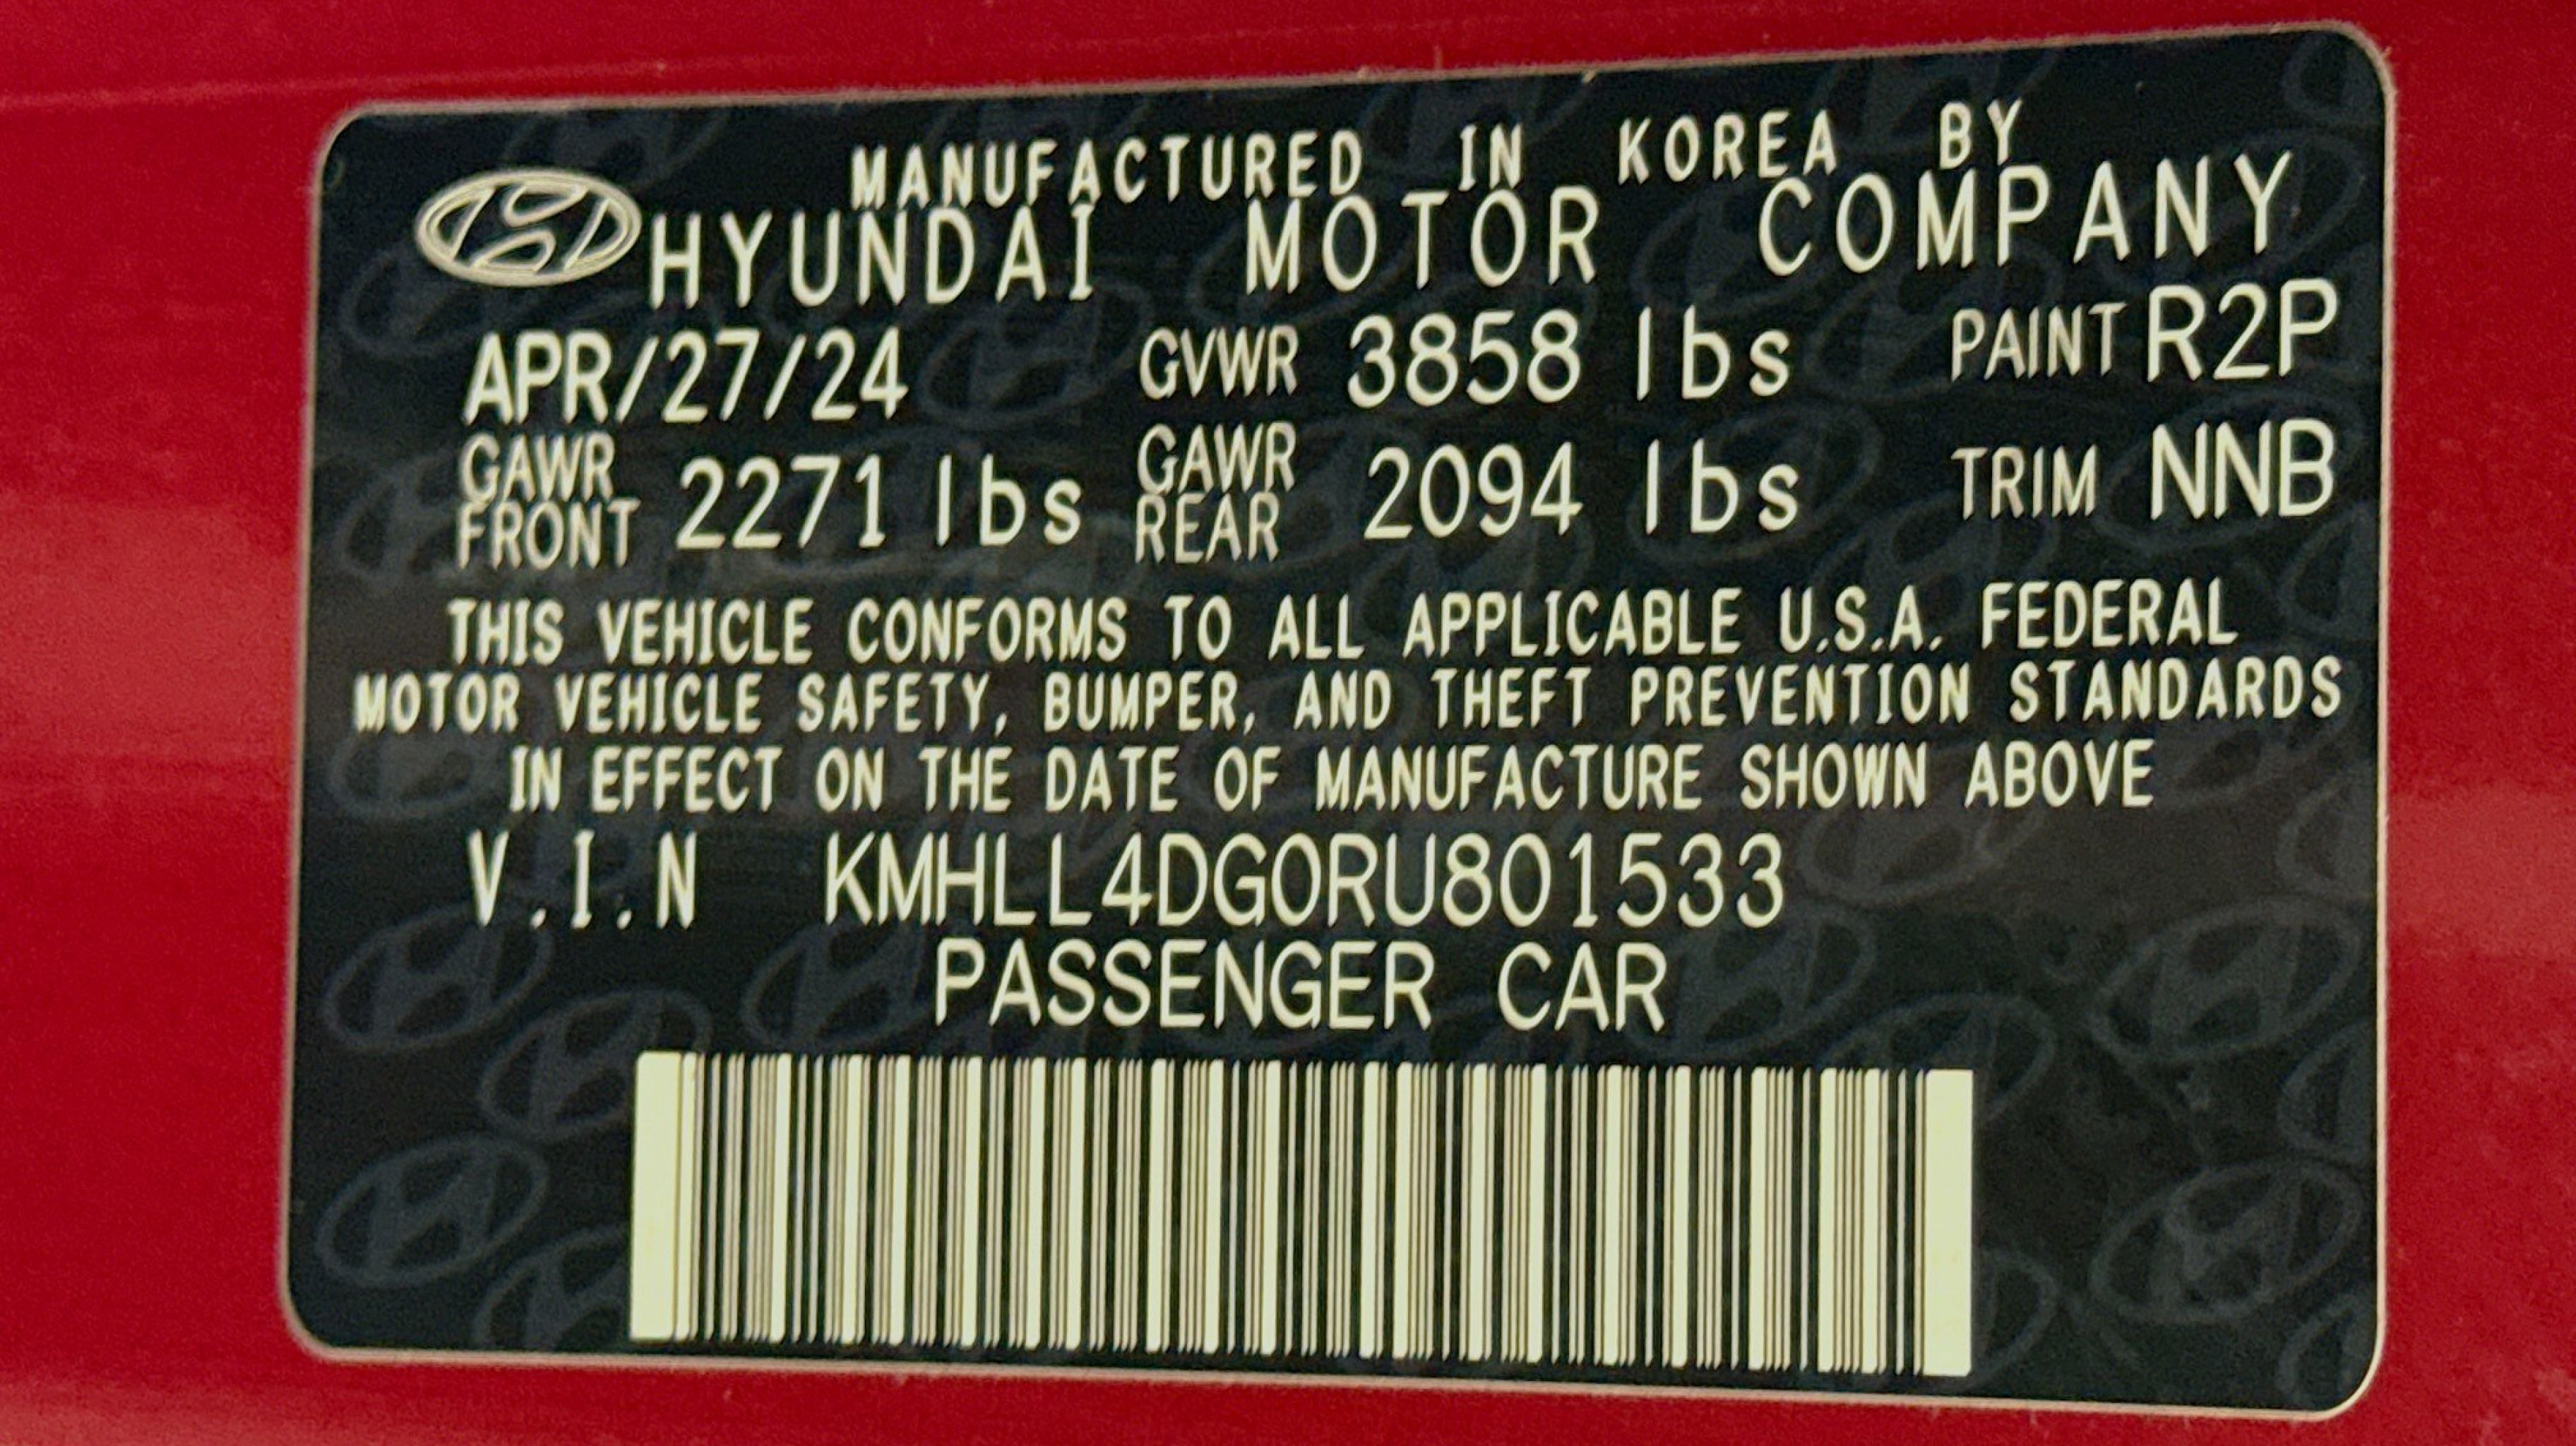 MANUFACTURED IN KOREA BY
HYUNDAI MOTOR COMPANY
APR/27/24 GVWR 3858 lbs PAINT R2P
GAWR FRONT 2271 lbs GAWR REAR 2094 lbs TRIM NNB
THIS VEHICLE CONFORMS TO ALL APPLICABLE U.S.A. FEDERAL
MOTOR VEHICLE SAFETY, BUMPER, AND THEFT PREVENTION STANDARDS
IN EFFECT ON THE DATE OF MANUFACTURE SHOWN ABOVE
V.I.N KMHLL4DG0RU801533
PASSENGER CAR